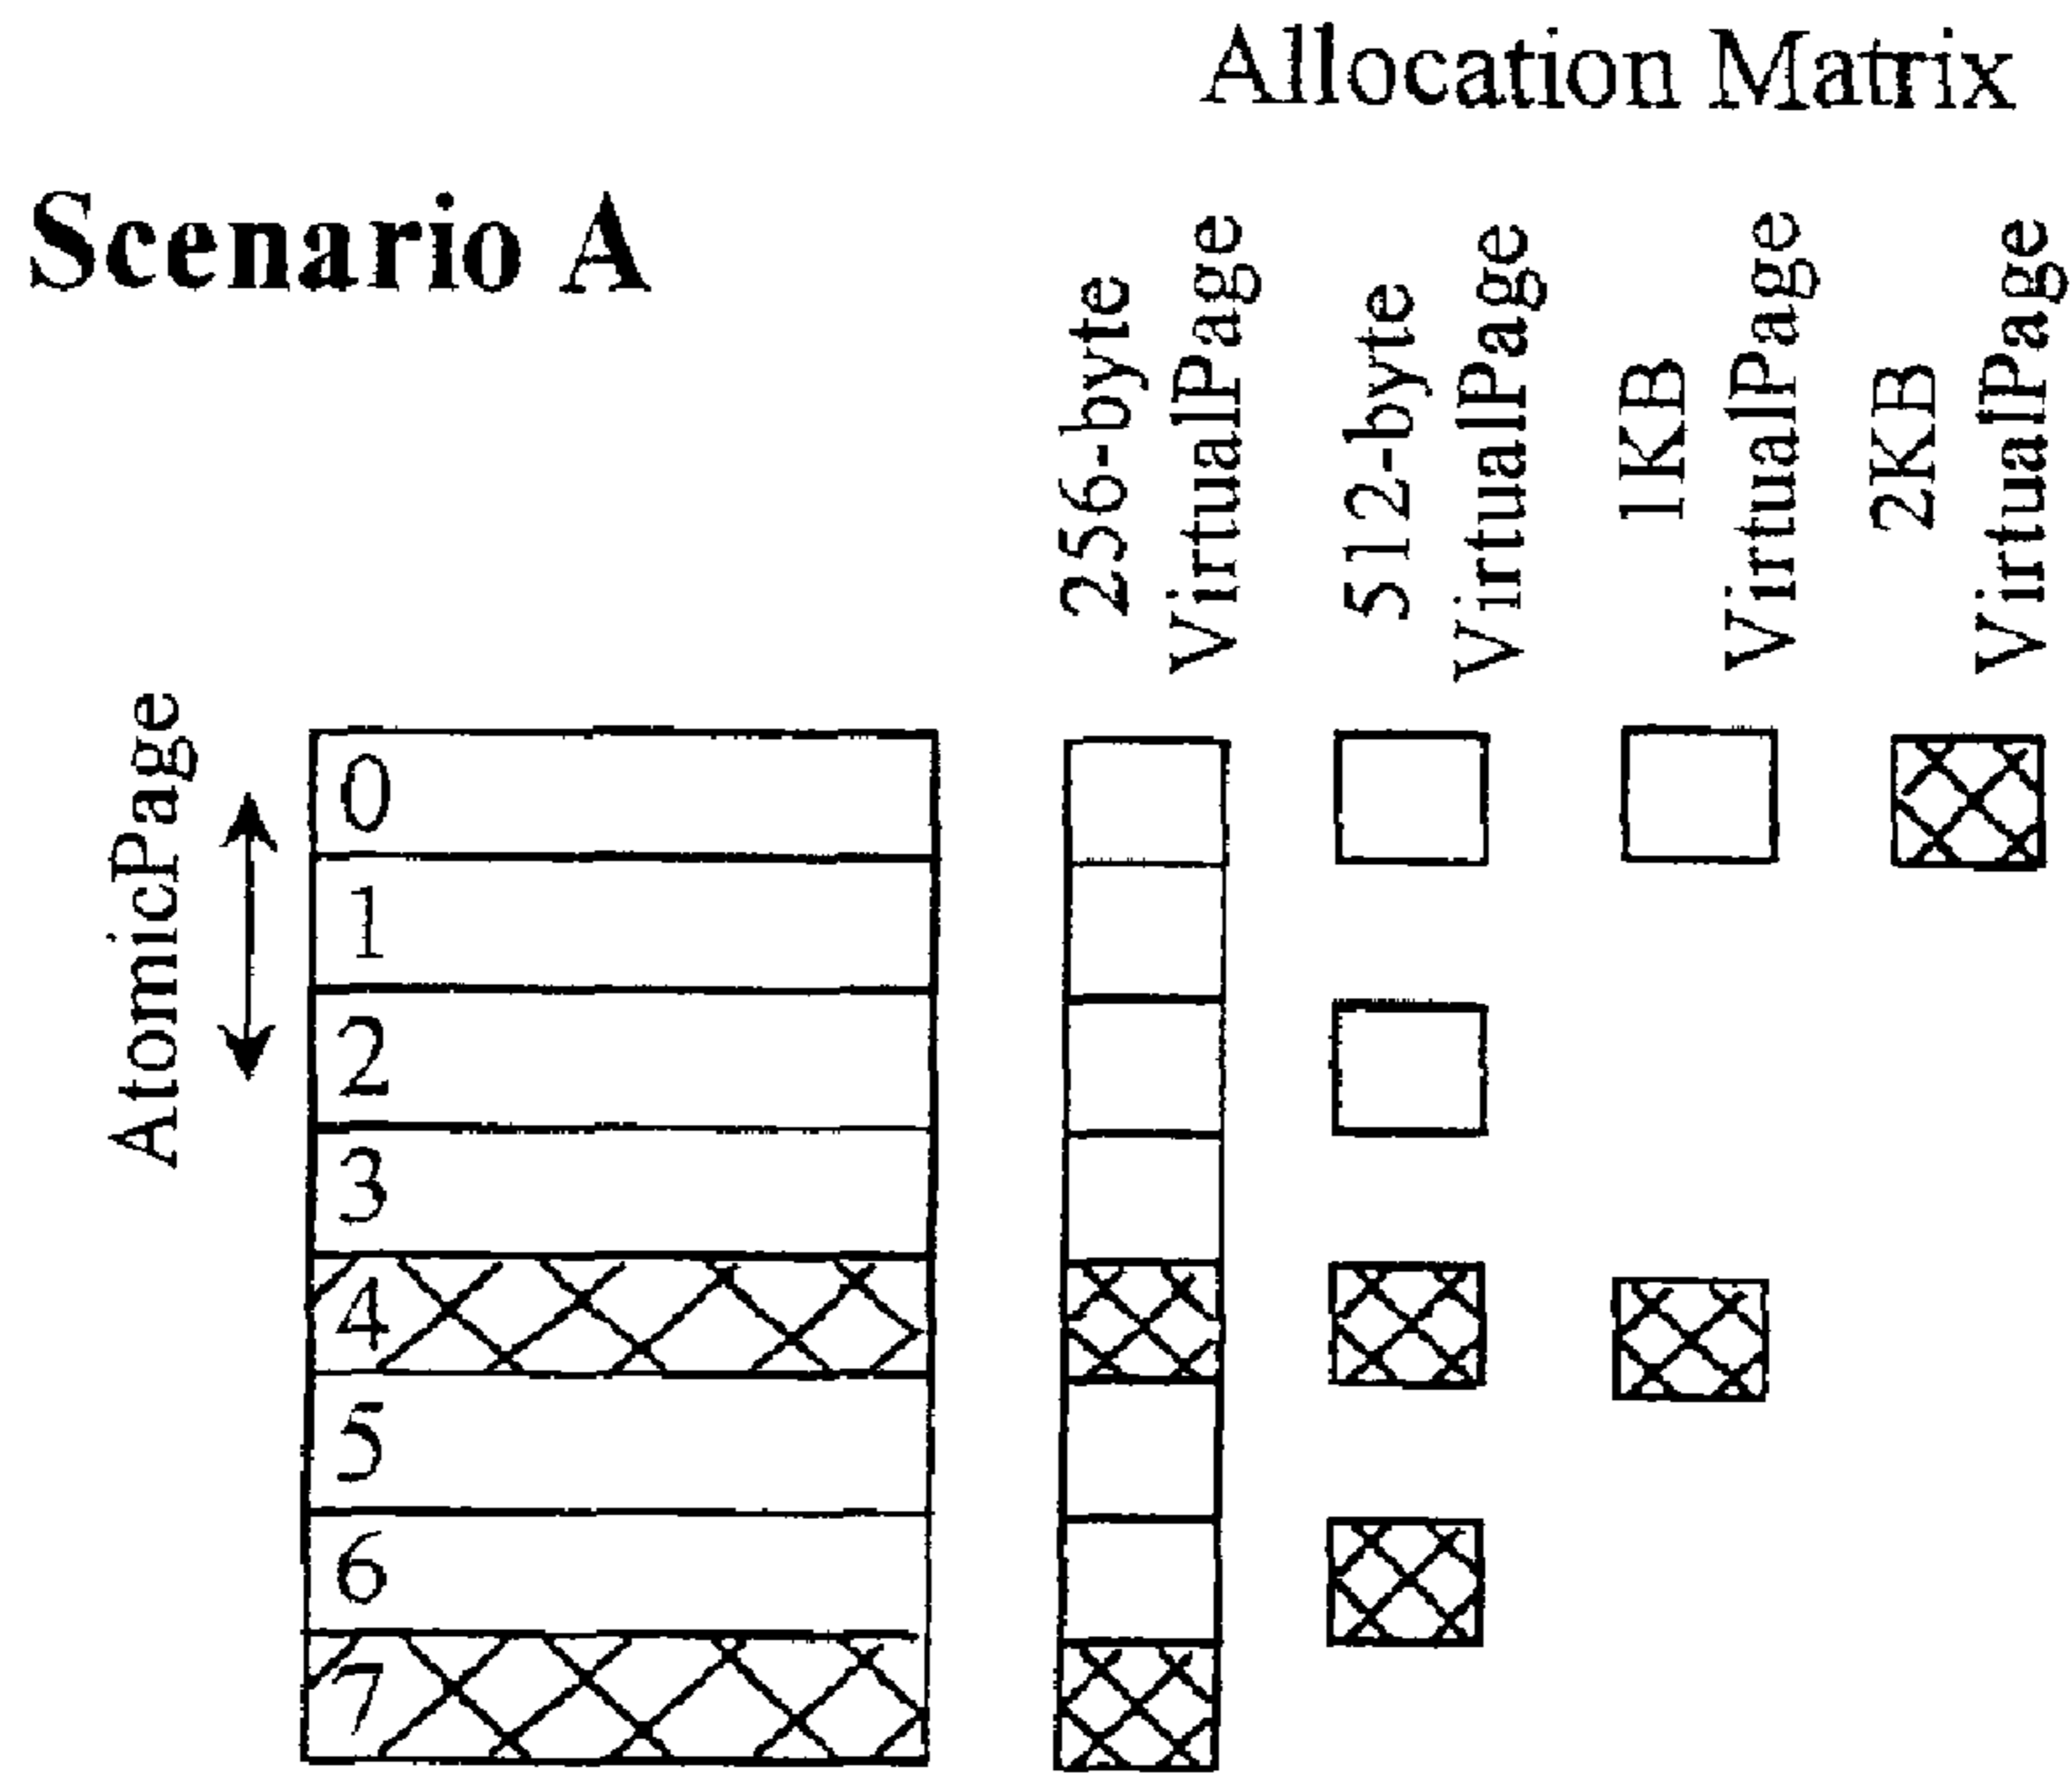 Allocation Matrix
Scenario A
256-byte
VirtualPage
512-byte
VirtualPage
1KB
VirtualPage
2KB
VirtualPage
AtomicPage
0
1
2
3
4
5
6
7